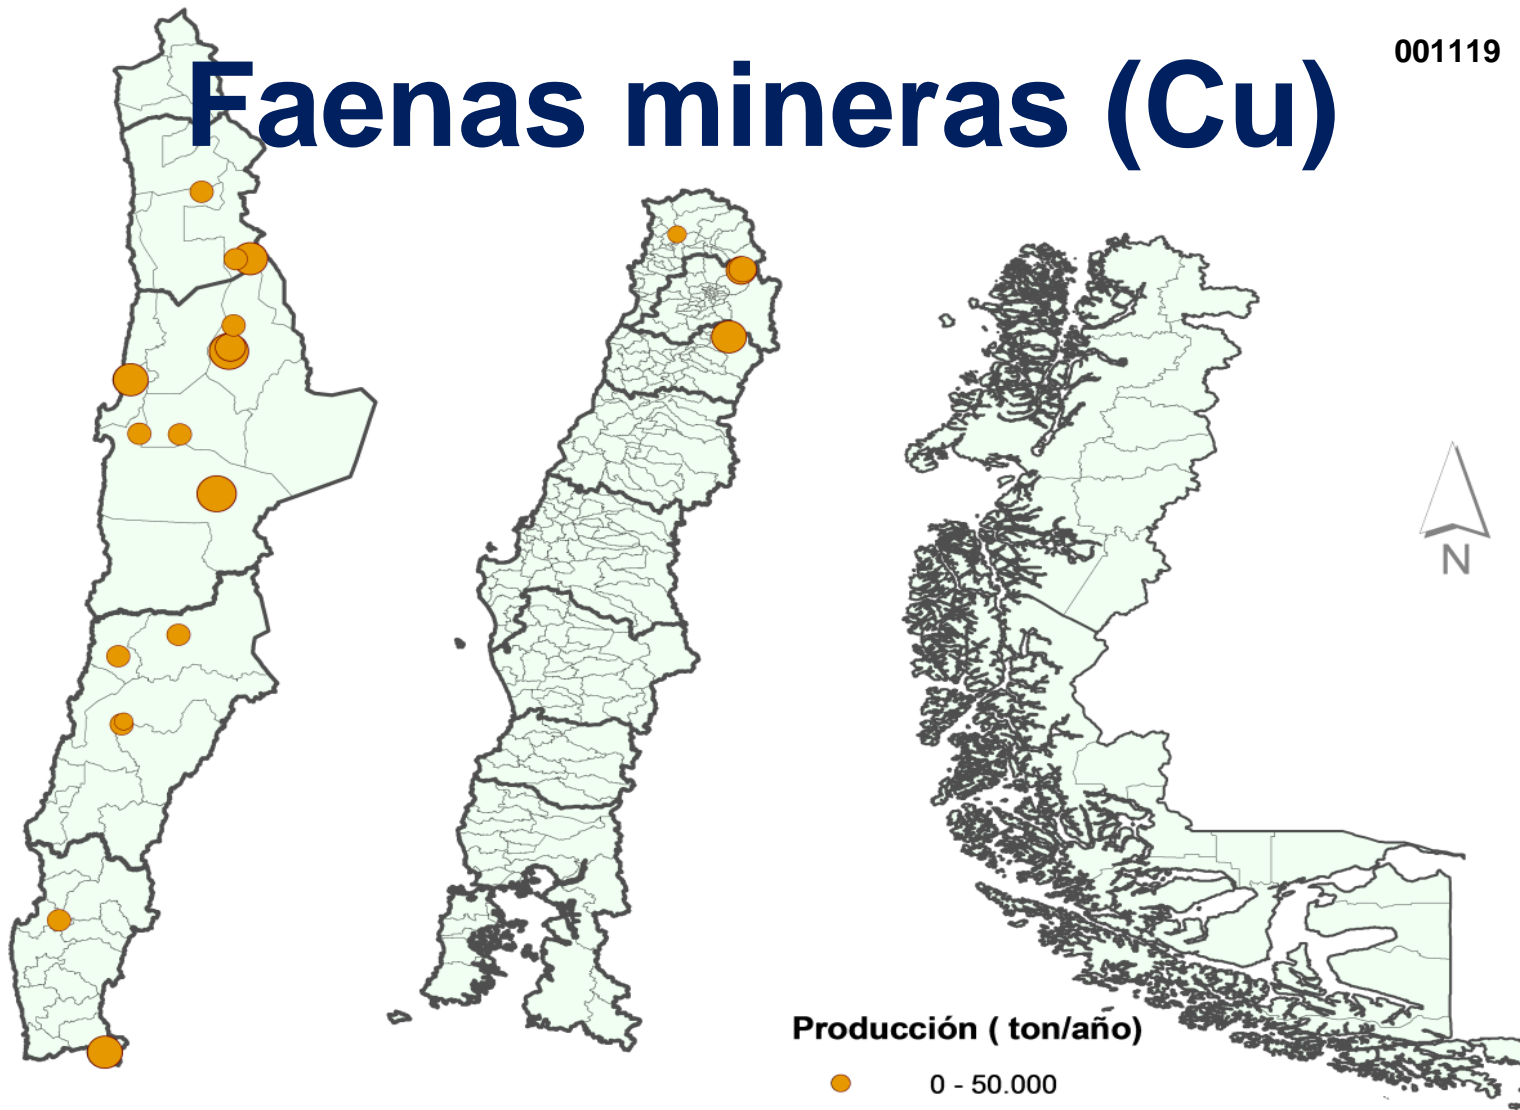 001119
Faenas mineras (Cu)
N
Producción ( ton/año)
0 - 50.000